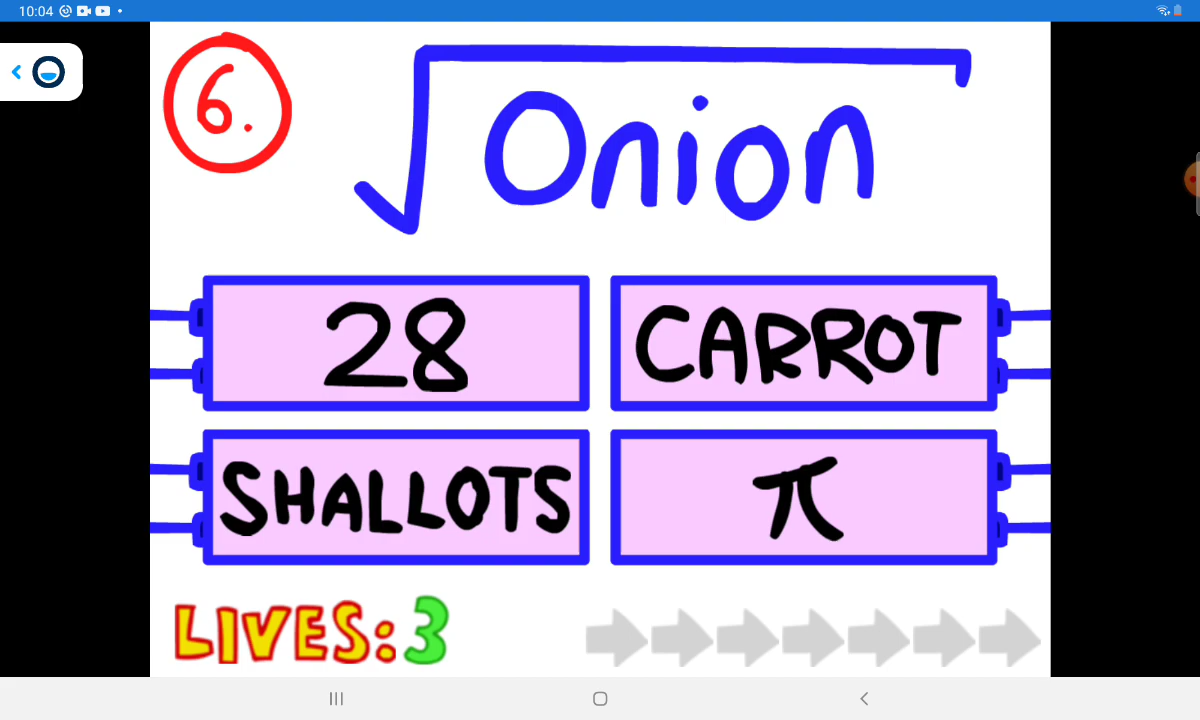 10:04
6.
√Onion
28
CARROT
SHALLOTS
π
LIVES: 3